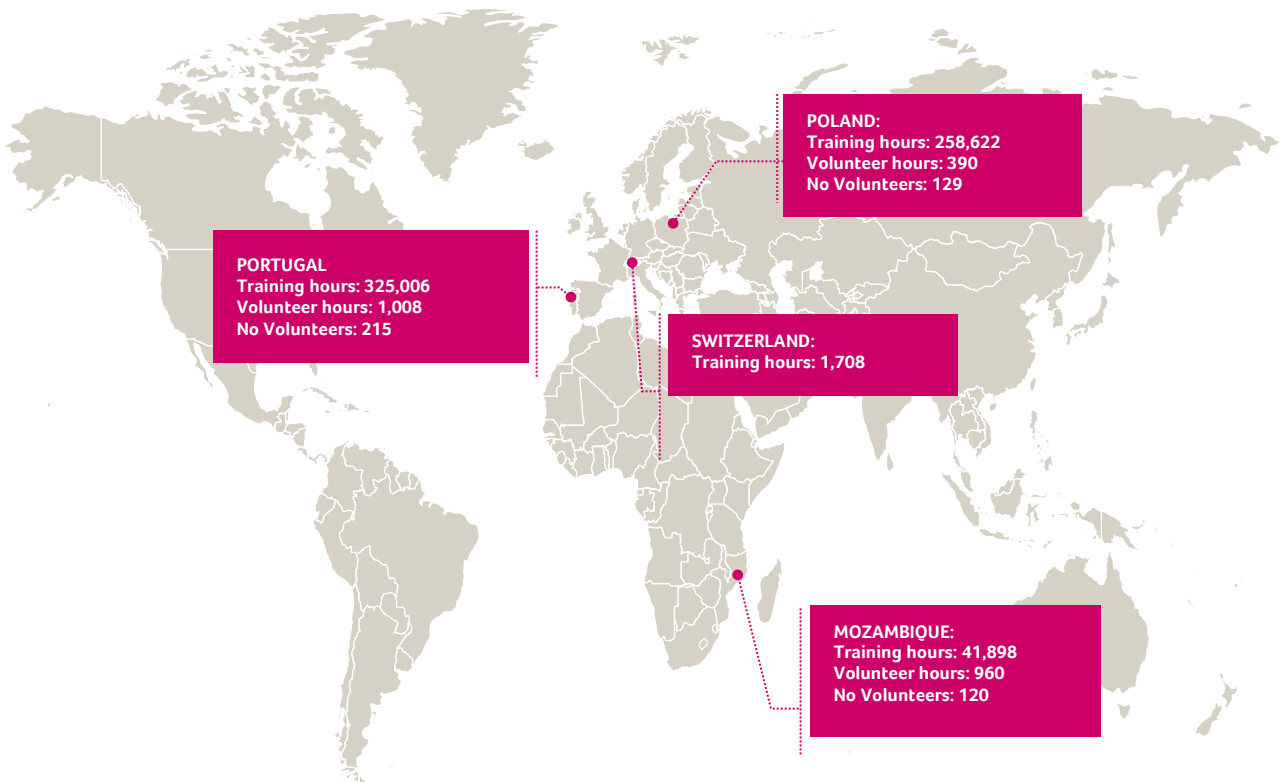 POLAND:
Training hours: 258,622
Volunteer hours: 390
No Volunteers: 129
PORTUGAL
Training hours: 325,006
Volunteer hours: 1,008
No Volunteers: 215
SWITZERLAND:
Training hours: 1,708
MOZAMBIQUE:
Training hours: 41,898
Volunteer hours: 960
No Volunteers: 120